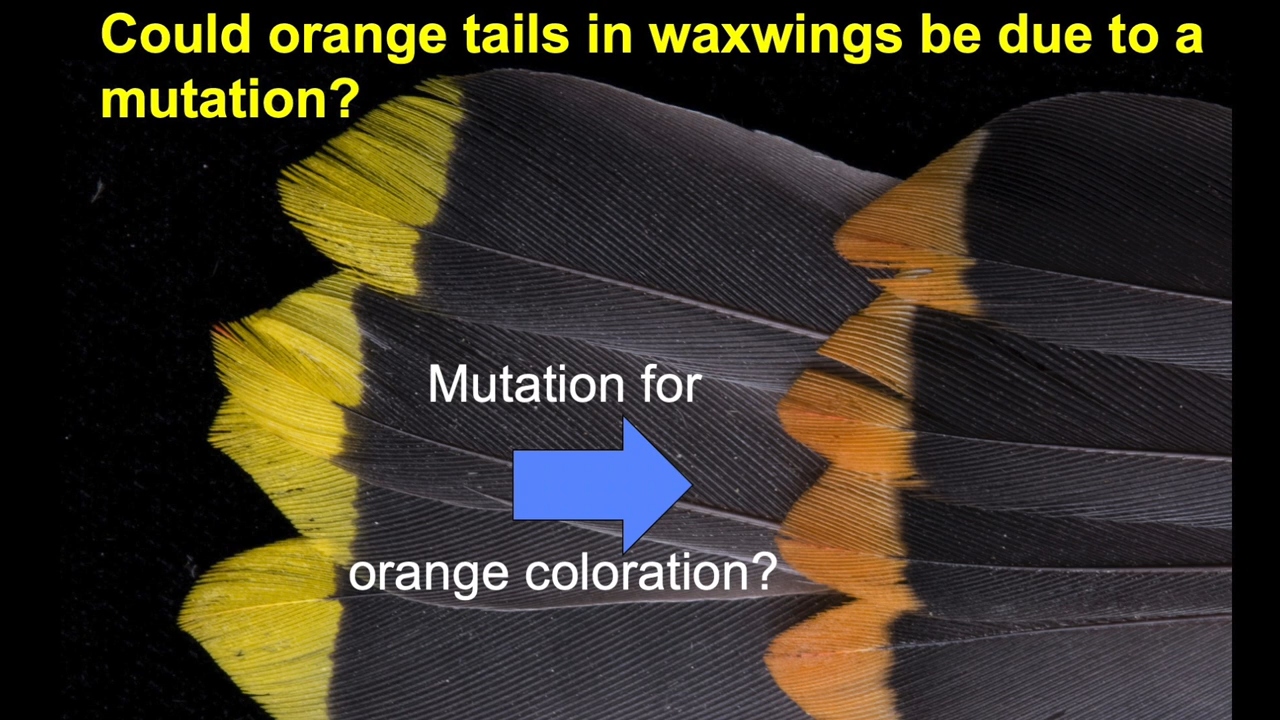 Could orange tails in waxwings be due to a
mutation?
Mutation for
orange coloration?